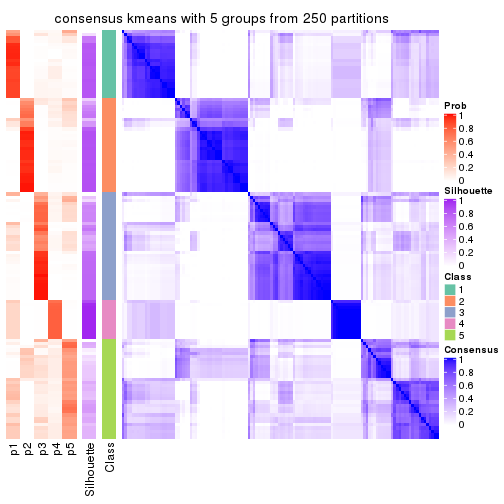 consensus kmeans with 5 groups from 250 partitions
Prob
1
0.8
0.6
0.4
0.2
0
Silhouette
1
0.8
0.6
0.4
0.2
0
Class
1
2
3
4
5
Consensus
1
0.8
0.6
0.4
0.2
0
p1
p2
p3
p4
p5
Silhouette
Class